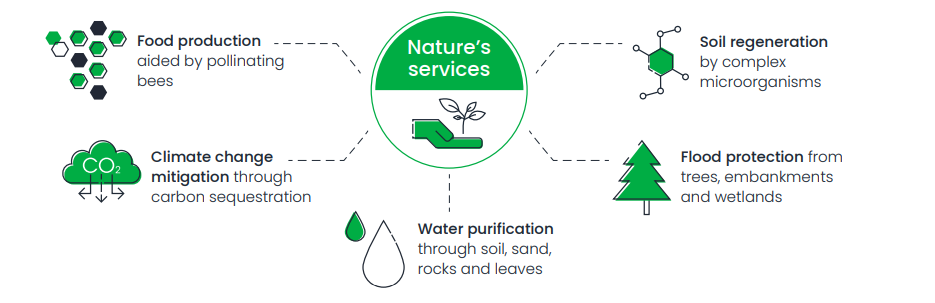 Nature's
services
Food production
aided by pollinating
bees
Soil regeneration
by complex
microorganisms
CO₂
Climate change
mitigation through
carbon sequestration
Flood protection from
trees, embankments
and wetlands
Water purification
through soil, sand,
rocks and leaves